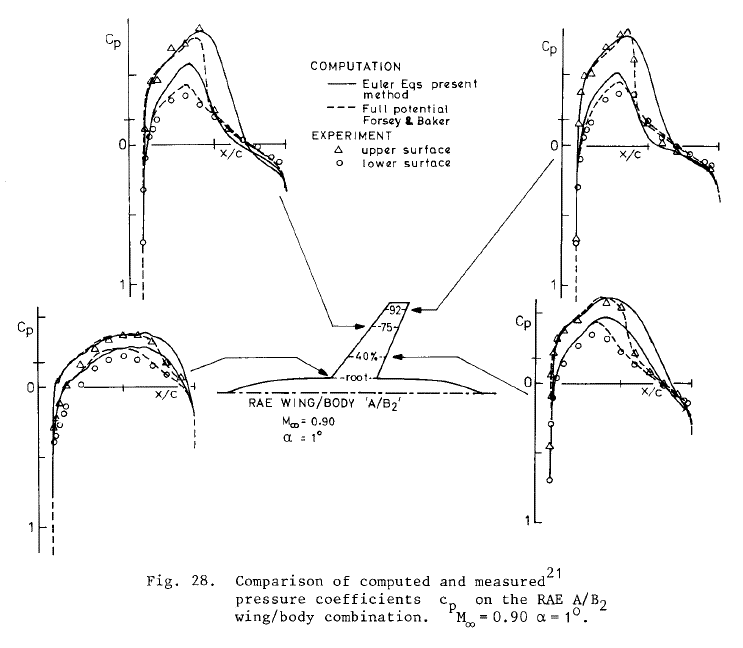 Cp
0
1
x/c
COMPUTATION
Euler Eqs present
method
Full potential
Forsey & Baker
EXPERIMENT
△ upper surface
○ lower surface
Cp
0
1
x/c
Cp
0
1
x/c
92
75
40%
root
RAE WING/BODY 'A/B₂'
M∞ = 0.90
α = 1°
Cp
0
1
x/c
Fig. 28. Comparison of computed and measured²¹
pressure coefficients cp on the RAE A/B₂
wing/body combination. M∞ = 0.90 α = 1°.